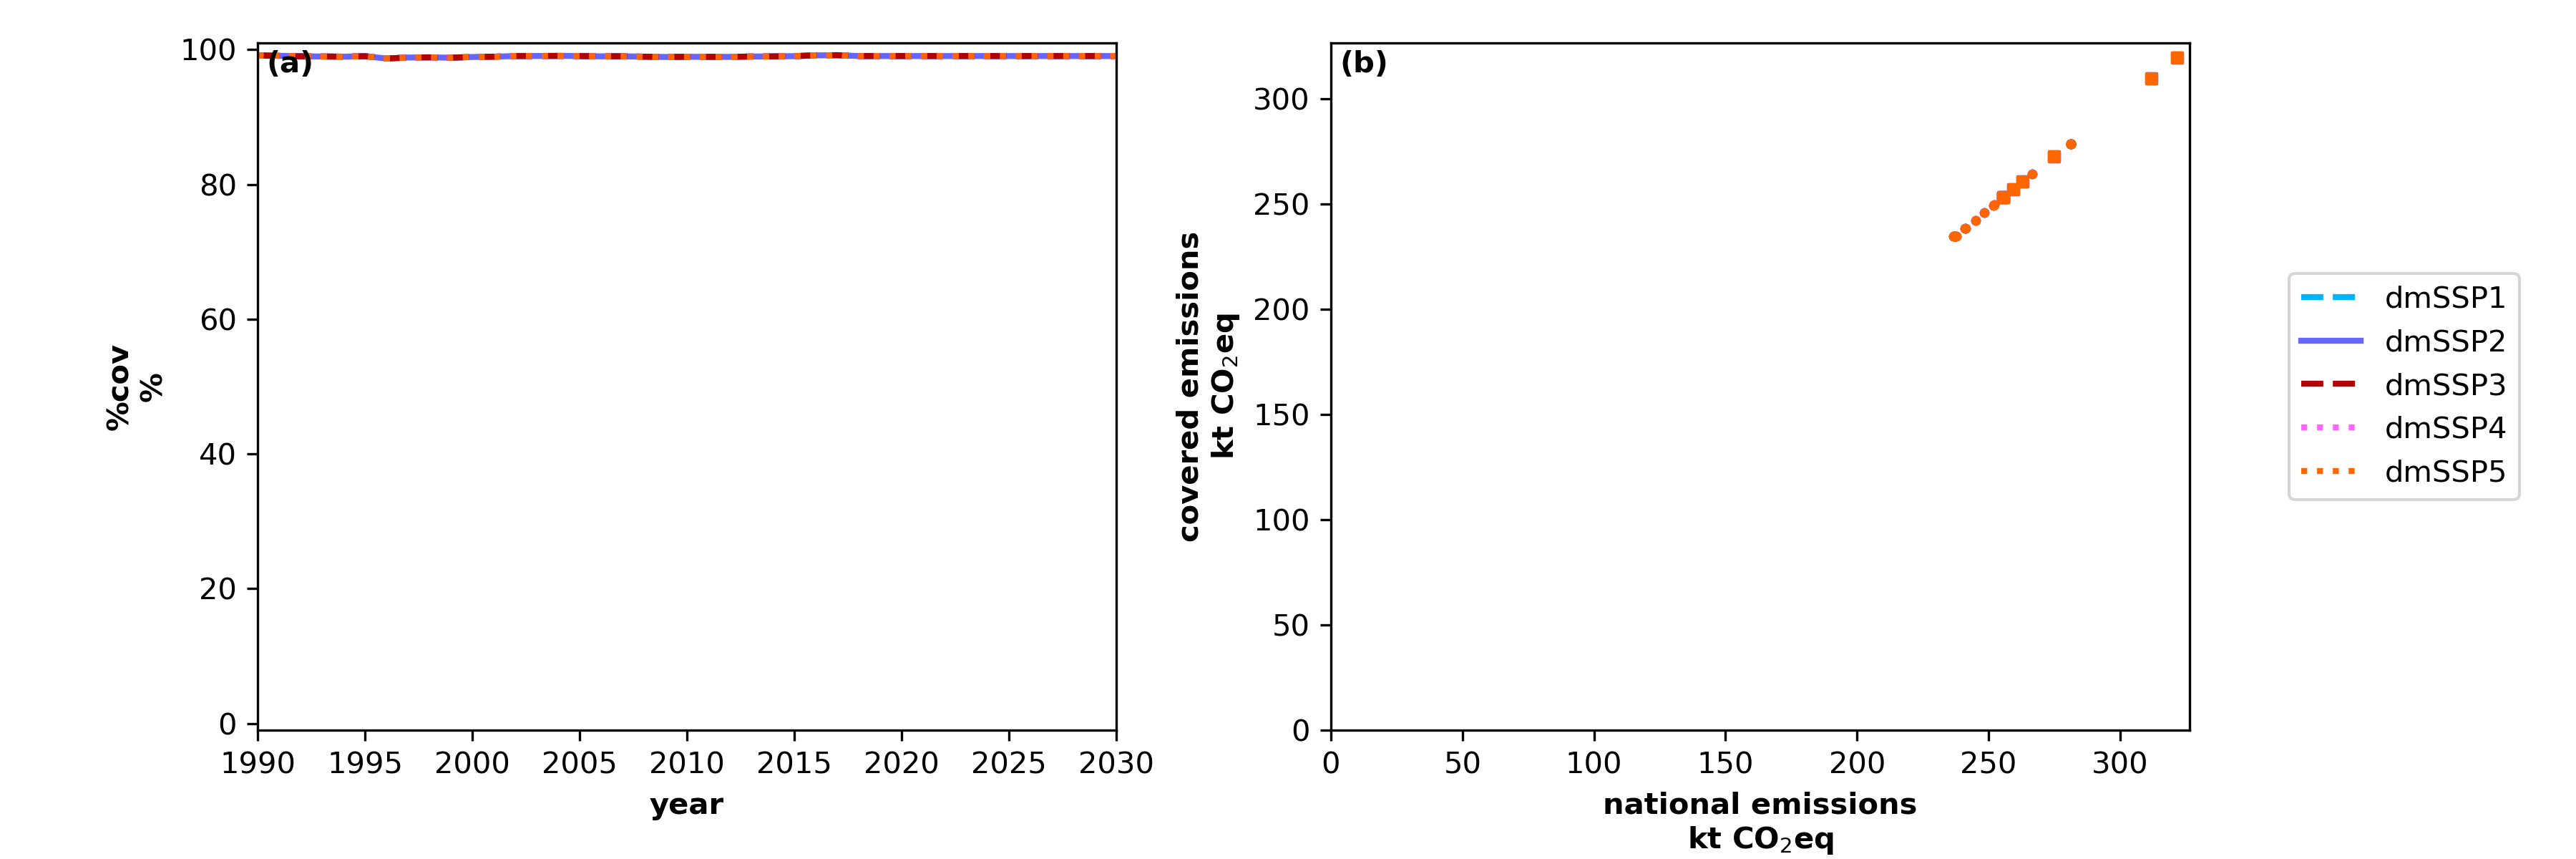 (a)
100
80
60
40
20
0
%cov
%
1990 1995 2000 2005 2010 2015 2020 2025 2030
year
(b)
300
250
200
150
100
50
0
covered emissions
kt CO₂eq
0 50 100 150 200 250 300
national emissions
kt CO₂eq
dmSSP1
dmSSP2
dmSSP3
dmSSP4
dmSSP5